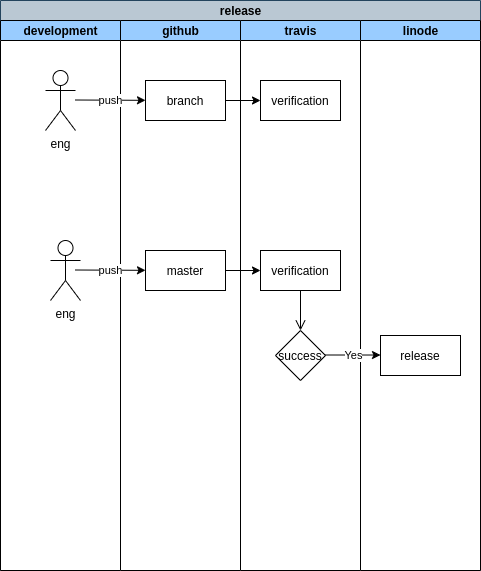 release
development github travis linode
push branch verification
eng
push master verification
eng
success Yes release